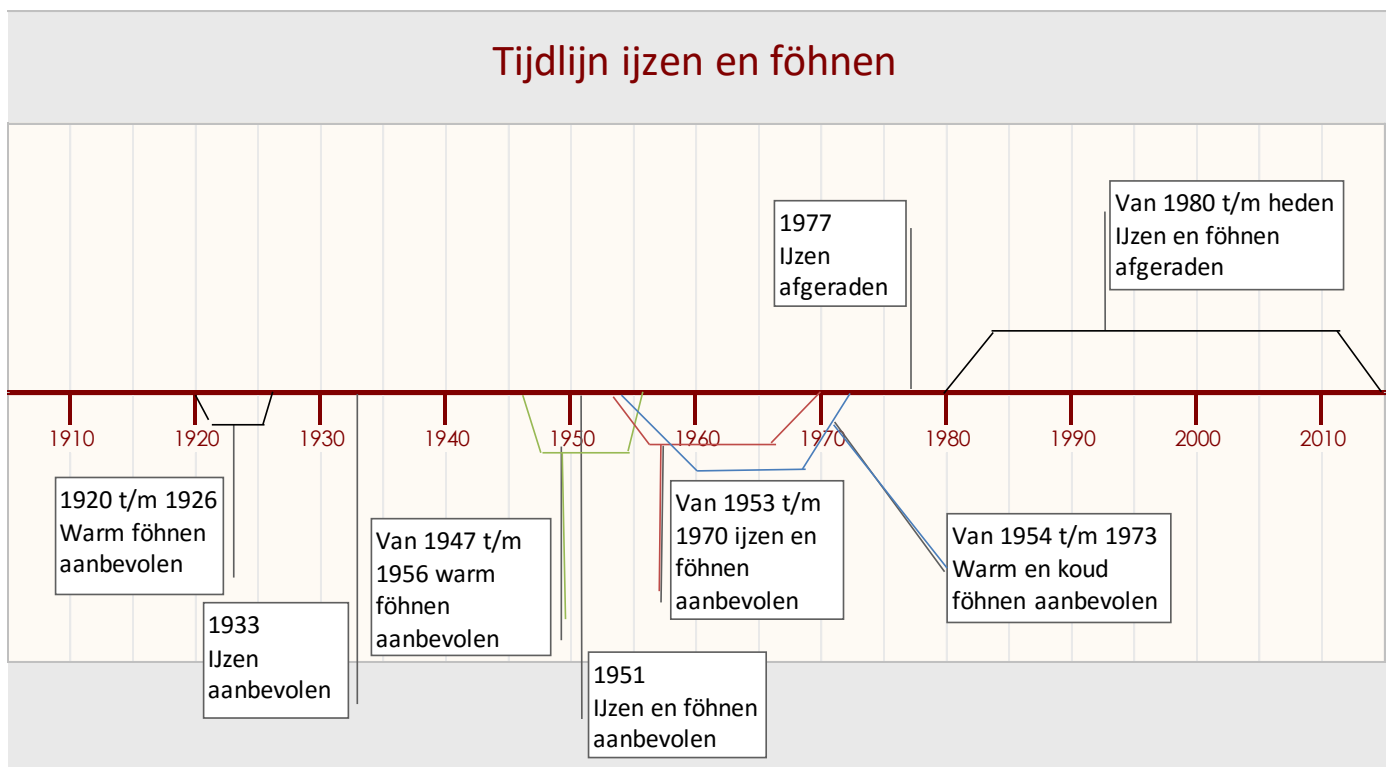 Tijdlijn ijzen en föhnen
1977
IJzen
afgeraden
Van 1980 t/m heden
IJzen en föhnen
afgeraden
1910
1920
1930
1940
1950
1960
1970
1980
1990
2000
2010
1920 t/m 1926
Warm föhnen
aanbevolen
1933
IJzen
aanbevolen
Van 1947 t/m
1956 warm
föhnen
aanbevolen
1951
IJzen en föhnen
aanbevolen
Van 1953 t/m
1970 ijzen en
föhnen
aanbevolen
Van 1954 t/m 1973
Warm en koud
föhnen aanbevolen